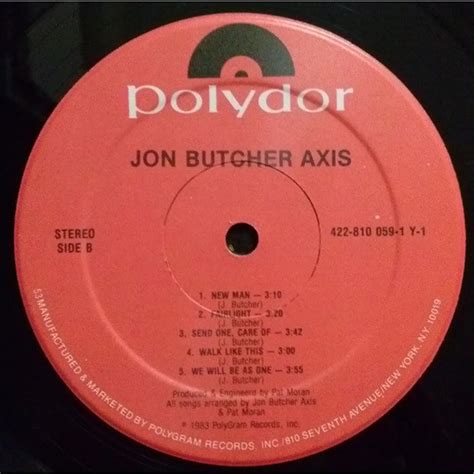 polydor
JON BUTCHER AXIS
STEREO
SIDE B
422-810 059-1 Y-1
1. NEW MAN — 3:10
(J. Butcher)
2. FAIRLIGHT — 3.20
(J. Butcher)
3. SEND ONE, CARE OF — 3:42
(J. Butcher)
4. WALK LIKE THIS — 3:00
(J. Butcher)
5. WE WILL BE AS ONE — 3:55
(J. Butcher)
Produced & Engineered by Pat Moran
All songs arranged by Jon Butcher Axis
& Pat Moran
℗ 1983 PolyGram Records, Inc.
53 MANUFACTURED & MARKETED BY POLYGRAM RECORDS, INC./810 SEVENTH AVENUE/NEW YORK, N.Y. 10019